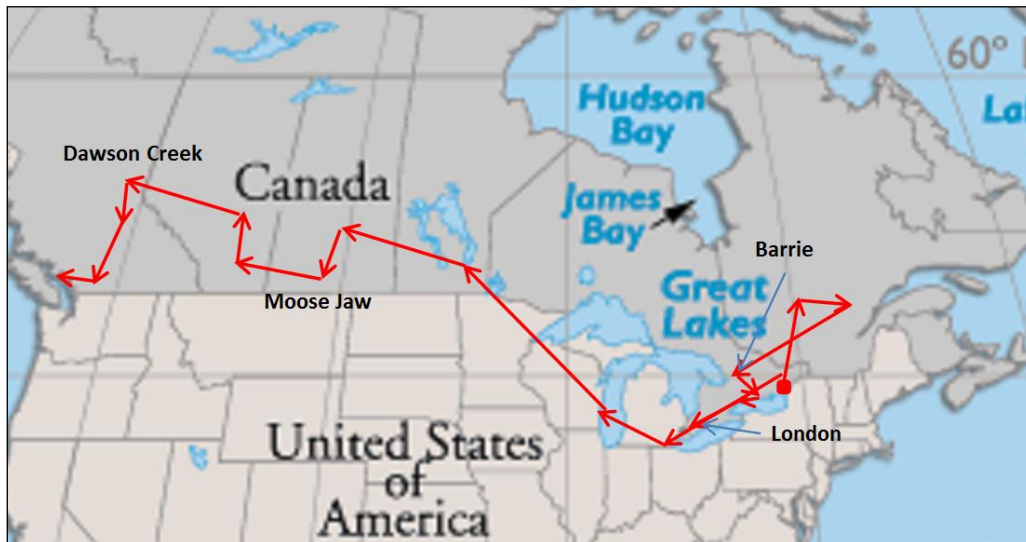 60°
Hudson
Bay
La
Dawson Creek
Canada
James
Bay
Barrie
Great
Lakes
Moose Jaw
United States
of
America
London